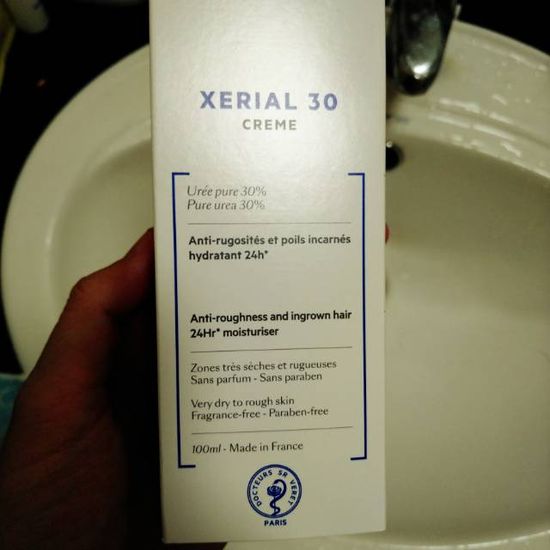 XERIAL 30
CREME
Urée pure 30%
Pure urea 30%
Anti-rugosités et poils incarnés
hydratant 24h*
Anti-roughness and ingrown hair
24Hr* moisturiser
Zones très sèches et rugueuses
Sans parfum - Sans paraben
Very dry to rough skin
Fragrance-free - Paraben-free
100ml - Made in France
DOCTEURS SR VERET
PARIS